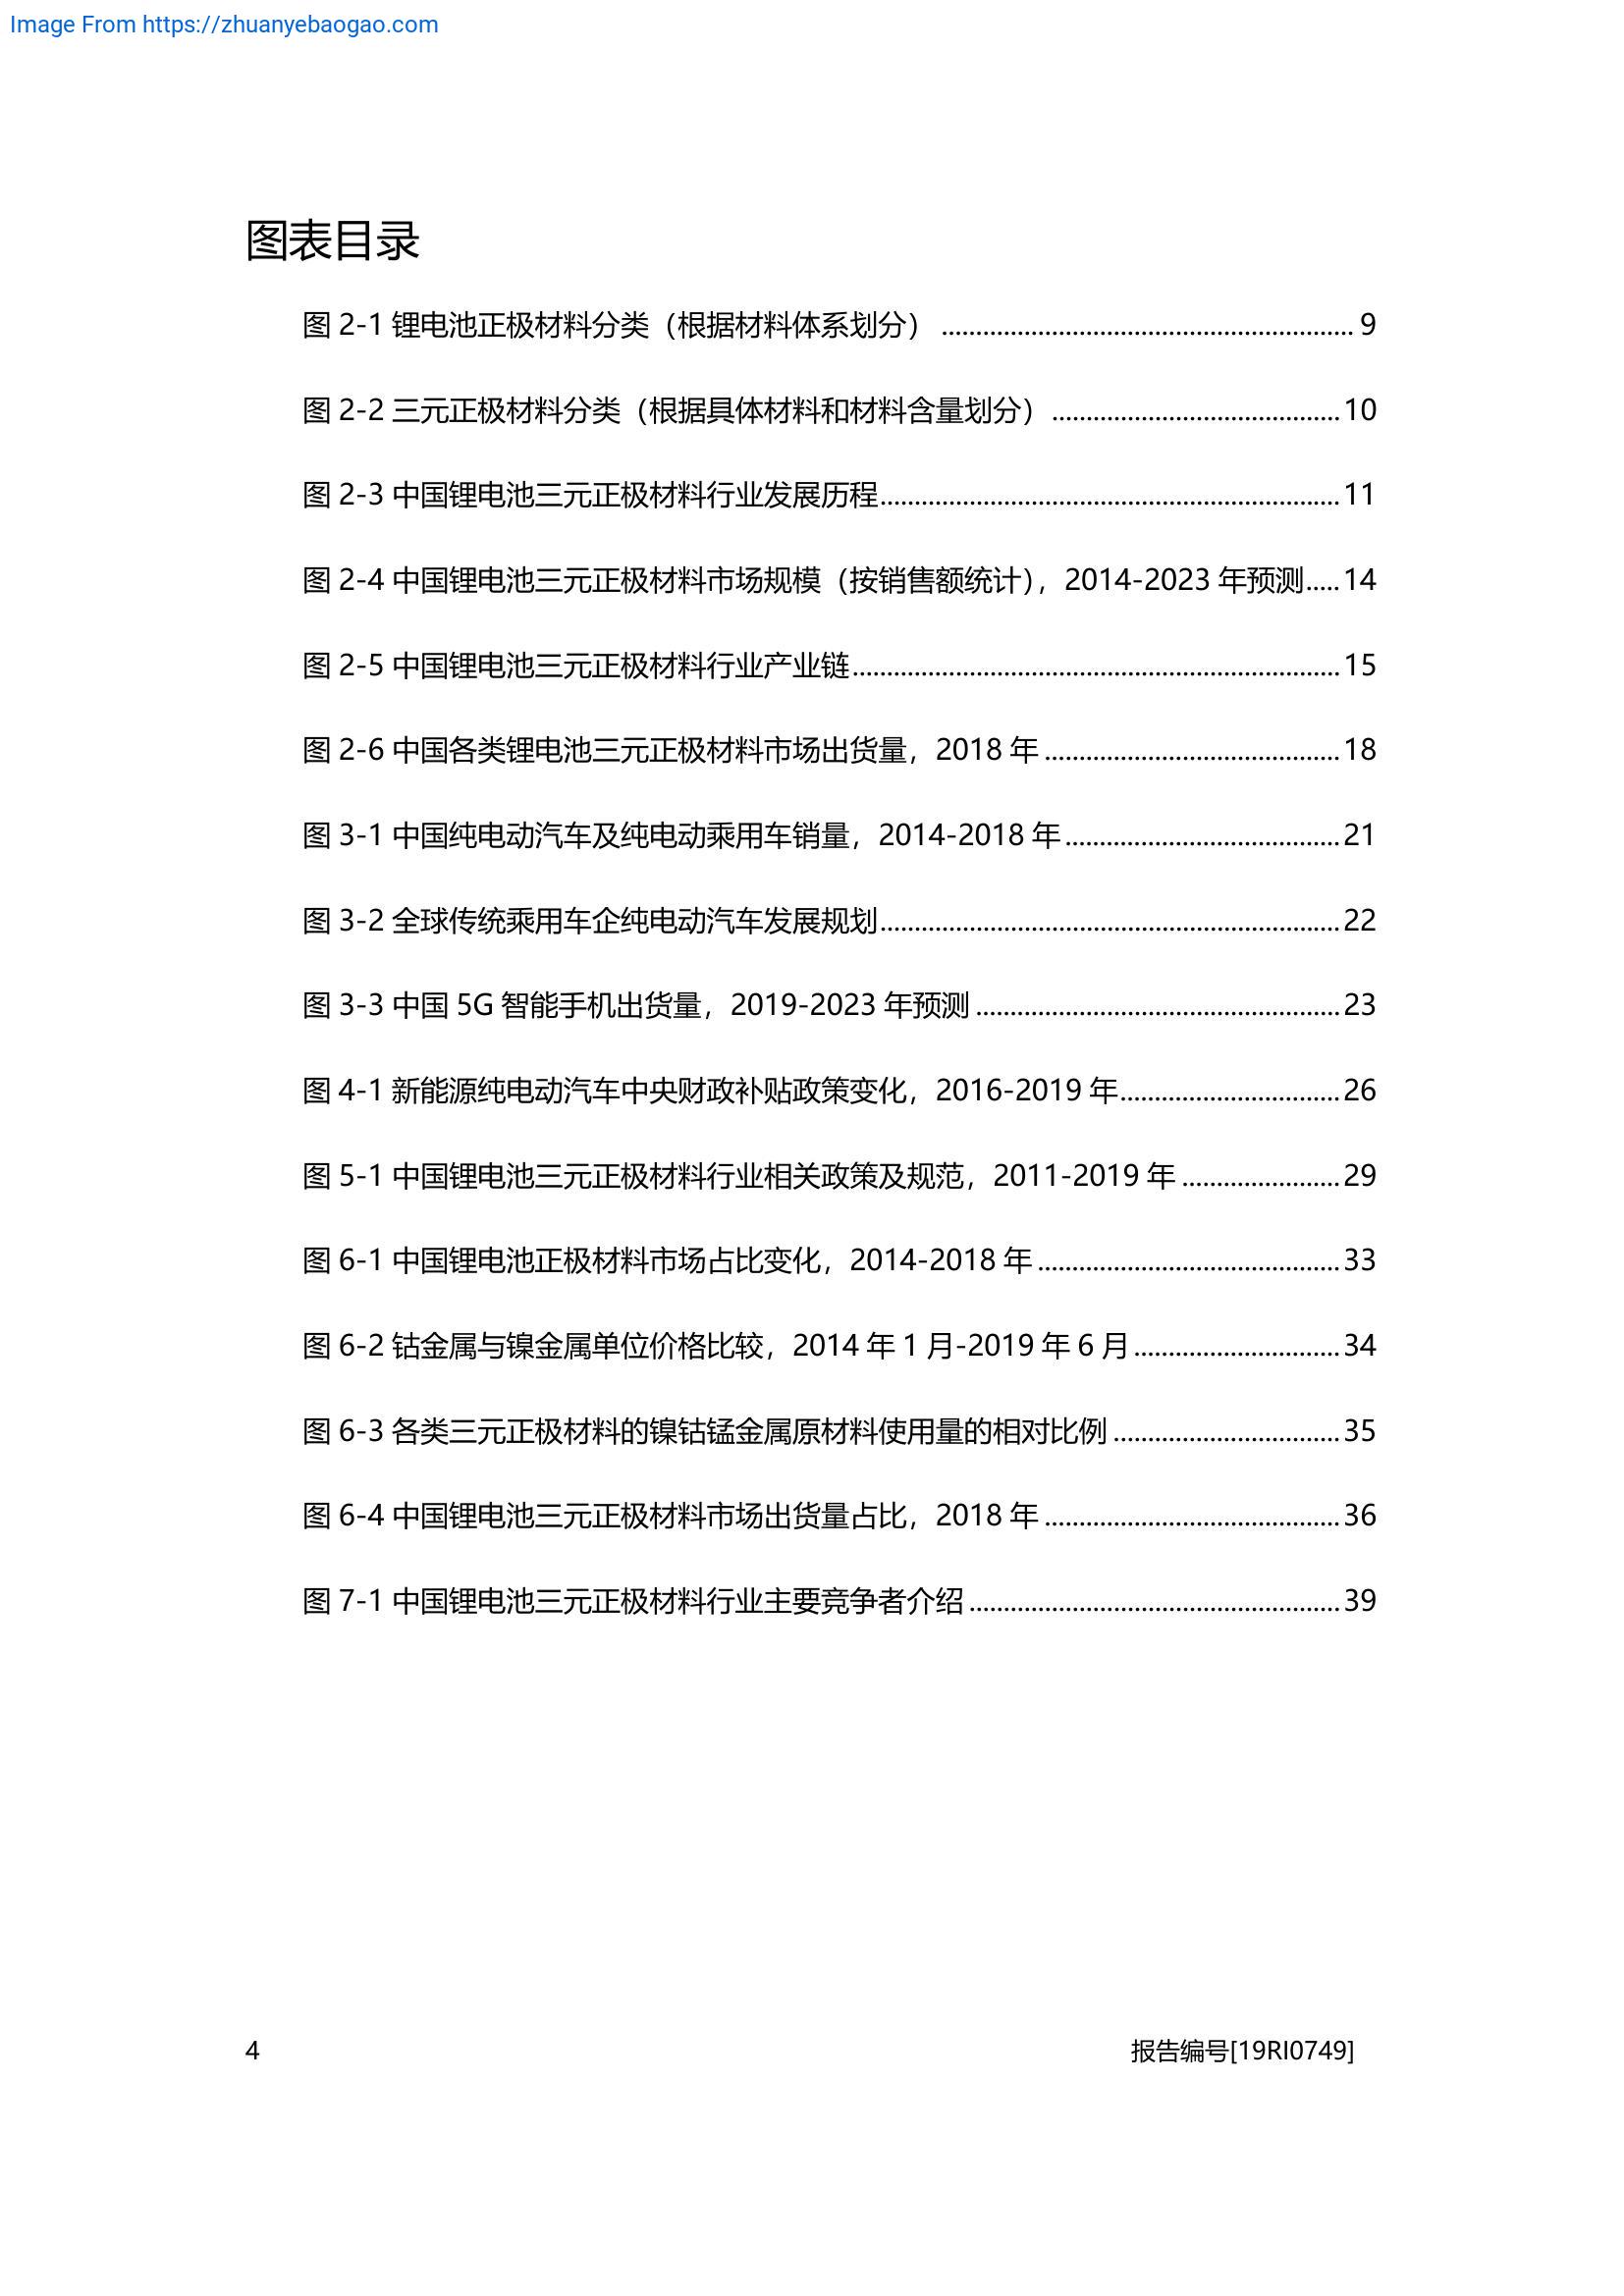 Image From https://zhuanyebaogao.com
图表目录
图 2-1 锂电池正极材料分类（根据材料体系划分） ............................................................ 9
图 2-2 三元正极材料分类（根据具体材料和材料含量划分） .......................................... 10
图 2-3 中国锂电池三元正极材料行业发展历程................................................................... 11
图 2-4 中国锂电池三元正极材料市场规模（按销售额统计），2014-2023 年预测..... 14
图 2-5 中国锂电池三元正极材料行业产业链....................................................................... 15
图 2-6 中国各类锂电池三元正极材料市场出货量，2018 年 ........................................... 18
图 3-1 中国纯电动汽车及纯电动乘用车销量，2014-2018 年 ........................................ 21
图 3-2 全球传统乘用车企纯电动汽车发展规划................................................................... 22
图 3-3 中国 5G 智能手机出货量，2019-2023 年预测 ..................................................... 23
图 4-1 新能源纯电动汽车中央财政补贴政策变化，2016-2019 年................................ 26
图 5-1 中国锂电池三元正极材料行业相关政策及规范，2011-2019 年 ....................... 29
图 6-1 中国锂电池正极材料市场占比变化，2014-2018 年 ............................................ 33
图 6-2 钴金属与镍金属单位价格比较，2014 年 1 月-2019 年 6 月 .............................. 34
图 6-3 各类三元正极材料的镍钴锰金属原材料使用量的相对比例 ................................. 35
图 6-4 中国锂电池三元正极材料市场出货量占比，2018 年 ........................................... 36
图 7-1 中国锂电池三元正极材料行业主要竞争者介绍 ...................................................... 39
4 报告编号[19RI0749]